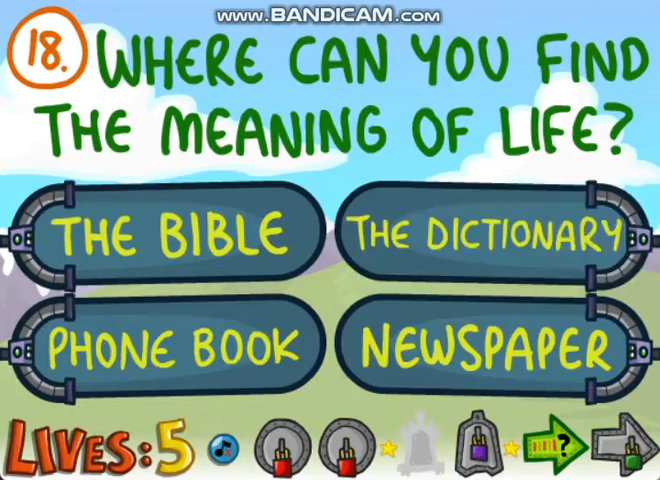 www.BANDICAM.com
18. WHERE CAN YOU FIND
THE MEANING OF LIFE?
THE BIBLE
THE DICTIONARY
PHONE BOOK
NEWSPAPER
LIVES: 5
?